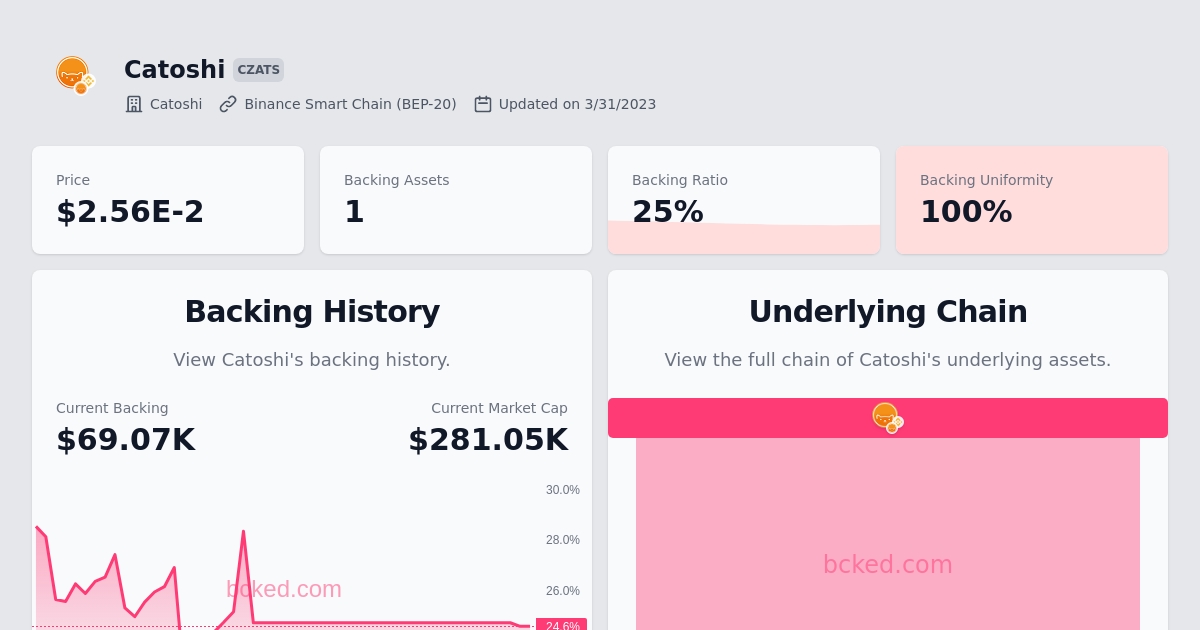 Catoshi CZATS
Catoshi Binance Smart Chain (BEP-20) Updated on 3/31/2023
Price
$2.56E-2
Backing Assets
1
Backing Ratio
25%
Backing Uniformity
100%
Backing History
View Catoshi's backing history.
Current Backing
$69.07K
Current Market Cap
$281.05K
30.0%
28.0%
26.0%
24.6%
bcked.com
Underlying Chain
View the full chain of Catoshi's underlying assets.
bcked.com